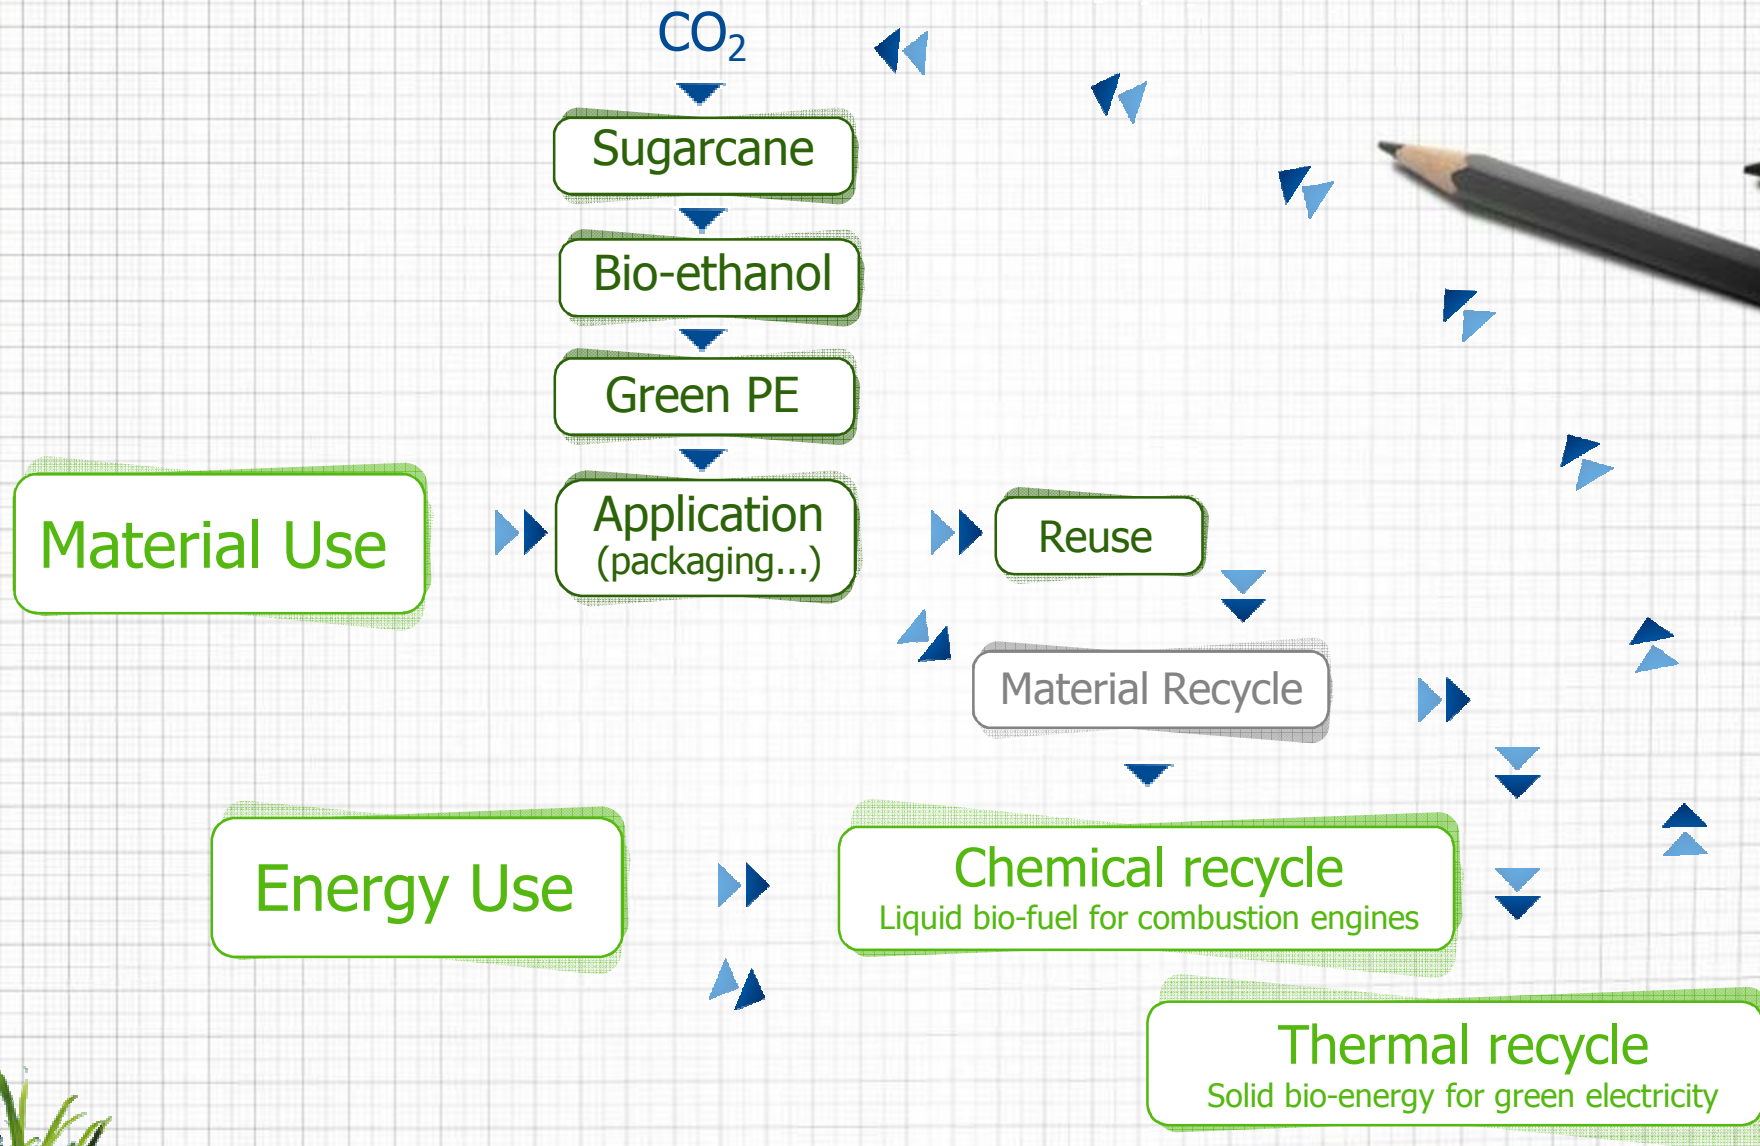 CO₂
Sugarcane
Bio-ethanol
Green PE
Material Use
Application
(packaging...)
Reuse
Material Recycle
Energy Use
Chemical recycle
Liquid bio-fuel for combustion engines
Thermal recycle
Solid bio-energy for green electricity